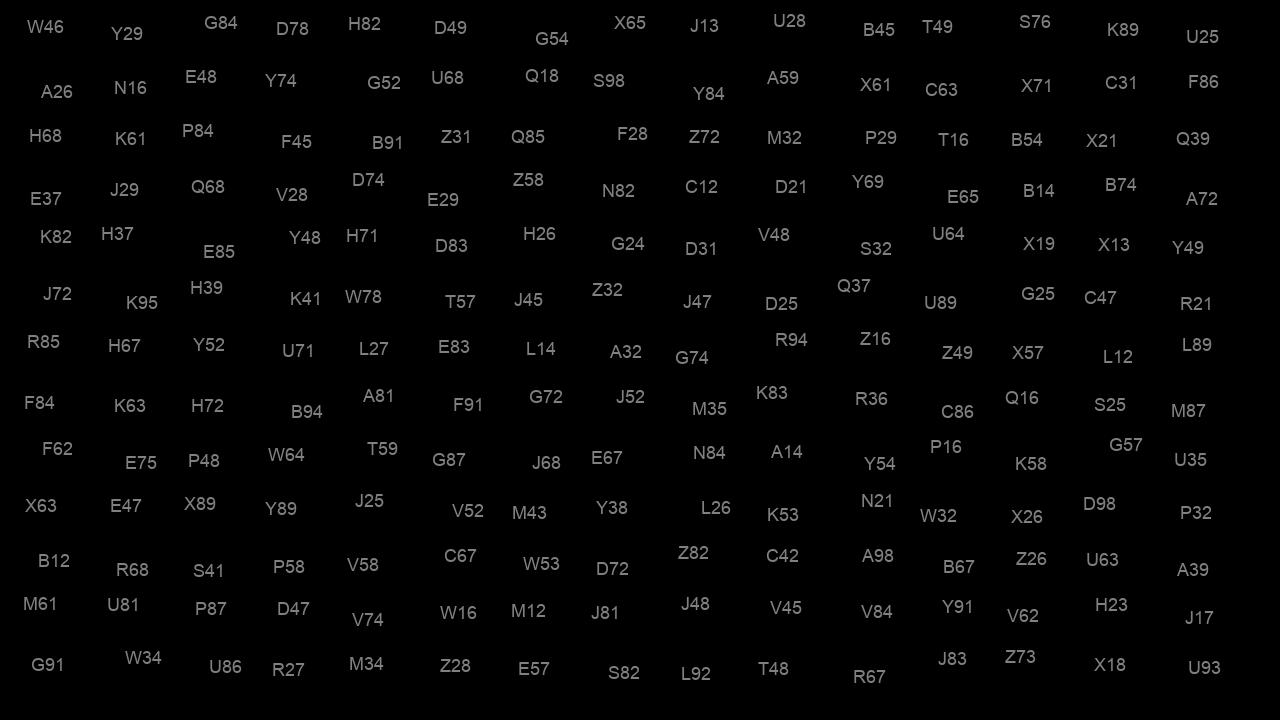 W46 Y29 G84 D78 H82 D49 G54 X65 J13 U28 B45 T49 S76 K89 U25
A26 N16 E48 Y74 G52 U68 Q18 S98 Y84 A59 X61 C63 X71 C31 F86
H68 K61 P84 F45 B91 Z31 Q85 F28 Z72 M32 P29 T16 B54 X21 Q39
E37 J29 Q68 V28 D74 E29 Z58 N82 C12 D21 Y69 E65 B14 B74 A72
K82 H37 E85 Y48 H71 D83 H26 G24 D31 V48 S32 U64 X19 X13 Y49
J72 K95 H39 K41 W78 T57 J45 Z32 J47 D25 Q37 U89 G25 C47 R21
R85 H67 Y52 U71 L27 E83 L14 A32 G74 R94 Z16 Z49 X57 L12 L89
F84 K63 H72 B94 A81 F91 G72 J52 M35 K83 R36 C86 Q16 S25 M87
F62 E75 P48 W64 T59 G87 J68 E67 N84 A14 Y54 P16 K58 G57 U35
X63 E47 X89 Y89 J25 V52 M43 Y38 L26 K53 N21 W32 X26 D98 P32
B12 R68 S41 P58 V58 C67 W53 D72 Z82 C42 A98 B67 Z26 U63 A39
M61 U81 P87 D47 V74 W16 M12 J81 J48 V45 V84 Y91 V62 H23 J17
G91 W34 U86 R27 M34 Z28 E57 S82 L92 T48 R67 J83 Z73 X18 U93